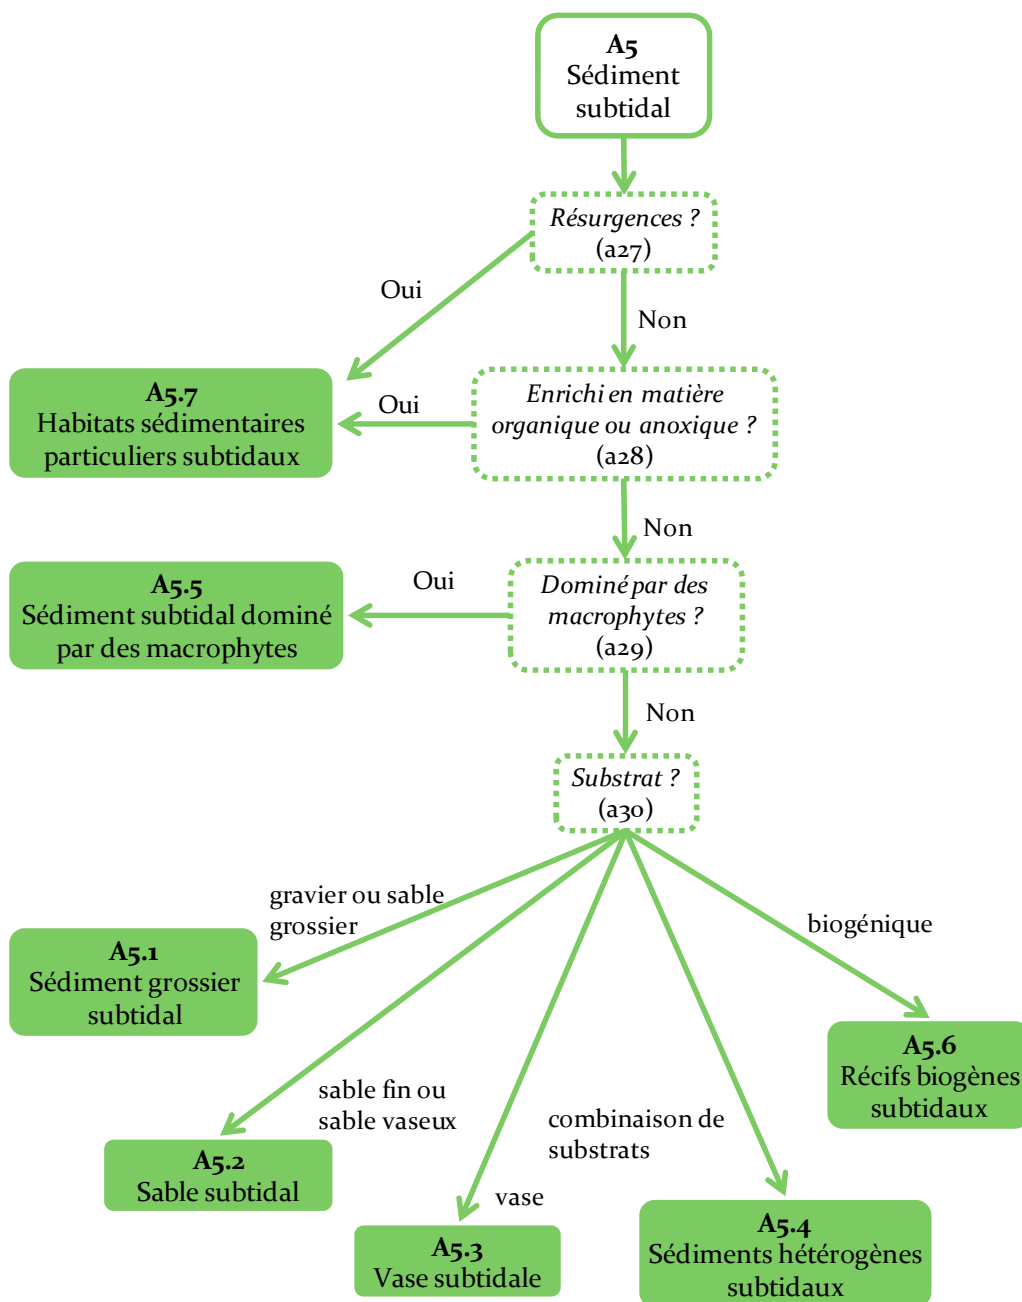 A5
Sédiment
subtidal
Résurgences ?
(a27)
Oui
Non
A5.7
Habitats sédimentaires
particuliers subtidaux
Oui
Enrichi en matière
organique ou anoxique ?
(a28)
Non
A5.5
Sédiment subtidal dominé
par des macrophytes
Oui
Dominé par des
macrophytes ?
(a29)
Non
Substrat ?
(a30)
gravier ou sable
grossier
biogénique
A5.1
Sédiment grossier
subtidal
A5.6
Récifs biogènes
subtidaux
sable fin ou
sable vaseux
combinaison de
substrats
A5.2
Sable subtidal
vase
A5.3
Vase subtidale
A5.4
Sédiments hétérogènes
subtidaux